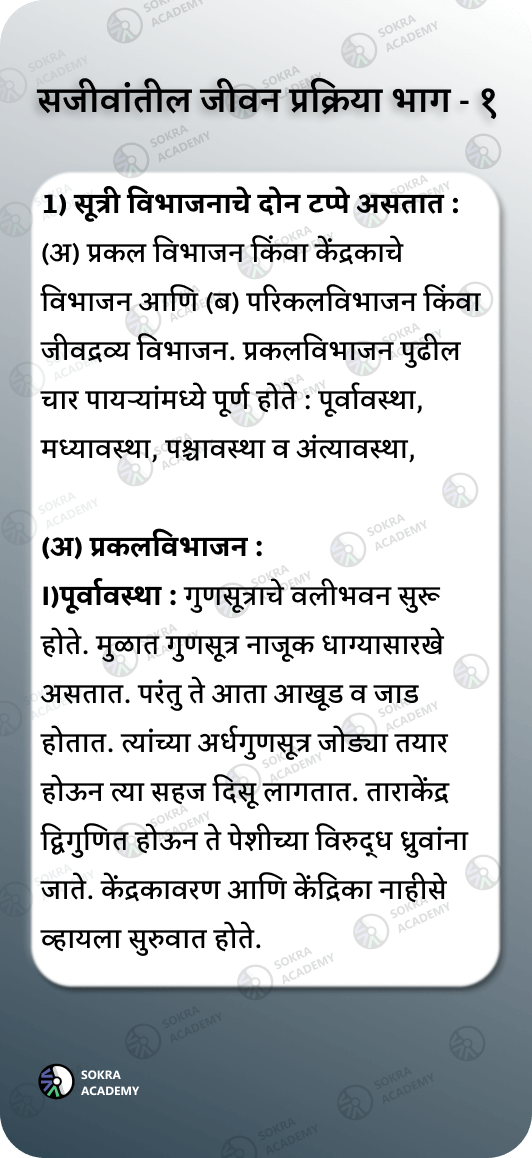 सजीवांतील जीवन प्रक्रिया भाग - १
1) सूत्री विभाजनाचे दोन टप्पे असतात :
(अ) प्रकल विभाजन किंवा केंद्रकाचे
विभाजन आणि (ब) परिकलविभाजन किंवा
जीवद्रव्य विभाजन. प्रकलविभाजन पुढील
चार पायऱ्यांमध्ये पूर्ण होते : पूर्वावस्था,
मध्यावस्था, पश्चावस्था व अंत्यावस्था,
(अ) प्रकलविभाजन :
I)पूर्वावस्था : गुणसूत्राचे वलीभवन सुरू
होते. मुळात गुणसूत्र नाजूक धाग्यासारखे
असतात. परंतु ते आता आखूड व जाड
होतात. त्यांच्या अर्धगुणसूत्र जोड्या तयार
होऊन त्या सहज दिसू लागतात. ताराकेंद्र
द्विगुणित होऊन ते पेशीच्या विरुद्ध ध्रुवांना
जाते. केंद्रकावरण आणि केंद्रिका नाहीसे
व्हायला सुरुवात होते.
SOKRA
ACADEMY